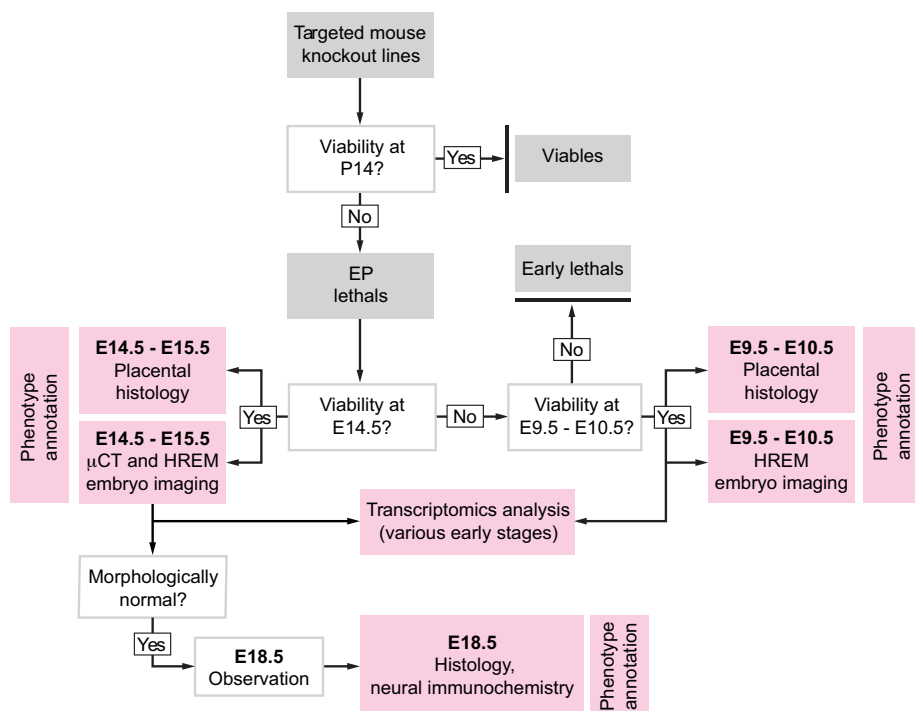 Targeted mouse
knockout lines
Viability at
P14?
Yes
Viables
No
EP
lethals
Early lethals
No
Phenotype
annotation
E14.5 - E15.5
Placental
histology
E14.5 - E15.5
μCT and HREM
embryo imaging
Yes
Viability at
E14.5?
No
Viability at
E9.5 - E10.5?
Yes
E9.5 - E10.5
Placental
histology
E9.5 - E10.5
HREM
embryo imaging
Phenotype
annotation
Transcriptomics analysis
(various early stages)
Morphologically
normal?
Yes
E18.5
Observation
E18.5
Histology,
neural immunochemistry
Phenotype
annotation